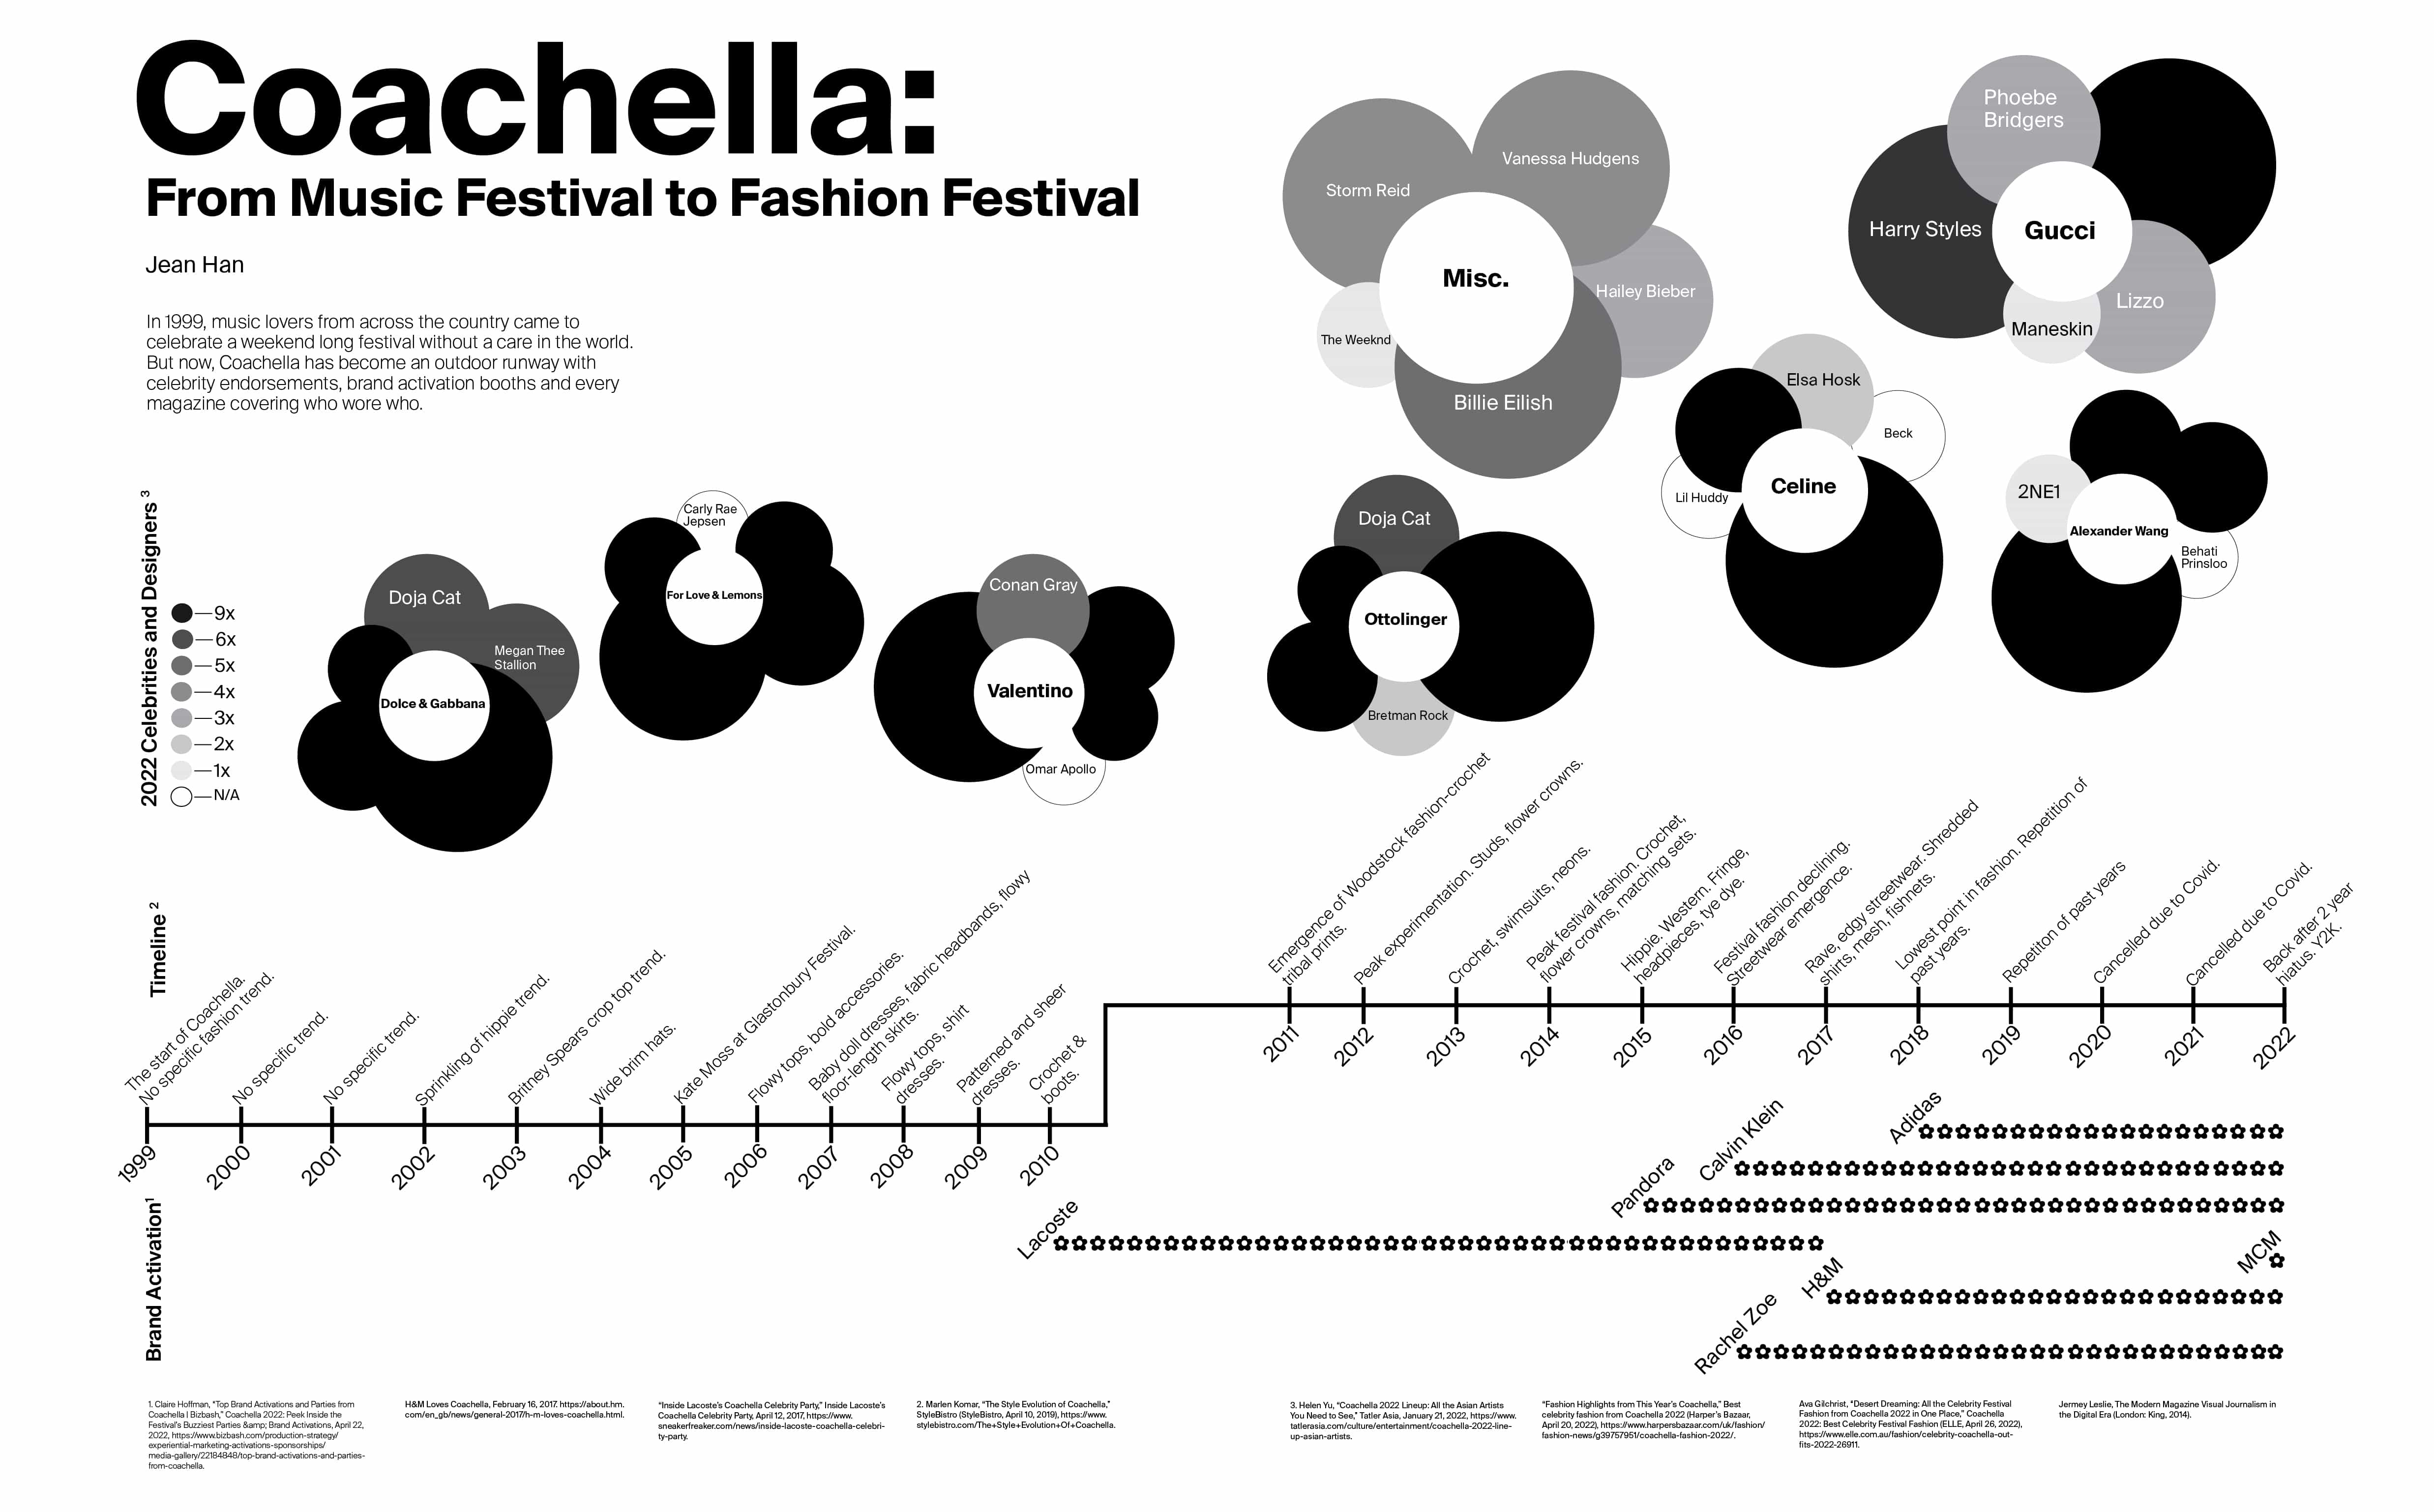 Coachella:
From Music Festival to Fashion Festival
Jean Han
In 1999, music lovers from across the country came to
celebrate a weekend long festival without a care in the world.
But now, Coachella has become an outdoor runway with
celebrity endorsements, brand activation booths and every
magazine covering who wore who.
2022 Celebrities and Designers 3
9x
6x
5x
4x
3x
2x
1x
N/A
Doja Cat
Megan Thee
Stallion
Dolce & Gabbana
Carly Rae
Jepsen
For Love & Lemons
Conan Gray
Valentino
Omar Apollo
Storm Reid
Vanessa Hudgens
Misc.
Hailey Bieber
The Weeknd
Billie Eilish
Doja Cat
Ottolinger
Bretman Rock
Phoebe
Bridgers
Harry Styles
Gucci
Lizzo
Maneskin
Elsa Hosk
Beck
Celine
Lil Huddy
2NE1
Alexander Wang
Behati
Prinsloo
Timeline 2
The start of Coachella.
No specific fashion trend.
1999
No specific trend.
2000
No specific trend.
2001
Sprinkling of hippie trend.
2002
Britney Spears crop top trend.
2003
Wide brim hats.
2004
Kate Moss at Glastonbury Festival.
2005
Flowy tops, bold accessories.
2006
Baby doll dresses, fabric headbands, flowy
floor-length skirts.
2007
Flowy tops, shirt
dresses.
2008
Patterned and sheer
dresses.
2009
Crochet &
boots.
2010
Emergence of Woodstock fashion-crochet
tribal prints.
2011
Peak experimentation. Studs, flower crowns.
2012
Crochet, swimsuits, neons.
2013
Peak festival fashion. Crochet,
flower crowns, matching sets.
2014
Hippie, Western. Fringe,
headpieces, tye dye.
2015
Festival fashion declining.
Streetwear emergence.
2016
Rave, edgy streetwear. Shredded
shirts, mesh, fishnets.
2017
Lowest point in fashion. Repetition of
past years.
2018
Repetiton of past years
2019
Cancelled due to Covid.
2020
Cancelled due to Covid.
2021
Back after 2 year
hiatus. Y2K.
2022
Brand Activation1
Adidas
Calvin Klein
Pandora
Lacoste
MCM
H&M
Rachel Zoe
1. Claire Hoffman, "Top Brand Activations and Parties from
Coachella | Bizbash," Coachella 2022: Peek Inside the
Festival's Buzziest Parties &amp; Brand Activations, April 22,
2022, https://www.bizbash.com/production-strategy/
experiential-marketing-activations-sponsorships/
media-gallery/22184848/top-brand-activations-and-parties-
from-coachella.
H&M Loves Coachella, February 16, 2017. https://about.hm.
com/en_gb/news/general-2017/h-m-loves-coachella.html.
"Inside Lacoste's Coachella Celebrity Party," Inside Lacoste's
Coachella Celebrity Party, April 12, 2017, https://www.
sneakerfreaker.com/news/inside-lacoste-coachella-celebri-
ty-party.
2. Marlen Komar, "The Style Evolution of Coachella,"
StyleBistro (StyleBistro, April 10, 2019), https://www.
stylebistro.com/The+Style+Evolution+Of+Coachella.
3. Helen Yu, "Coachella 2022 Lineup: All the Asian Artists
You Need to See," Tatler Asia, January 21, 2022, https://www.
tatlerasia.com/culture/entertainment/coachella-2022-line-
up-asian-artists.
"Fashion Highlights from This Year's Coachella," Best
celebrity fashion from Coachella 2022 (Harper's Bazaar,
April 20, 2022), https://www.harpersbazaar.com/uk/fashion/
fashion-news/g39757951/coachella-fashion-2022/.
Ava Gilchrist, "Desert Dreaming: All the Celebrity Festival
Fashion from Coachella 2022 in One Place," Coachella
2022: Best Celebrity Festival Fashion (ELLE, April 26, 2022),
https://www.elle.com.au/fashion/celebrity-coachella-out-
fits-2022-26911.
Jermey Leslie, The Modern Magazine Visual Journalism in
the Digital Era (London: King, 2014).